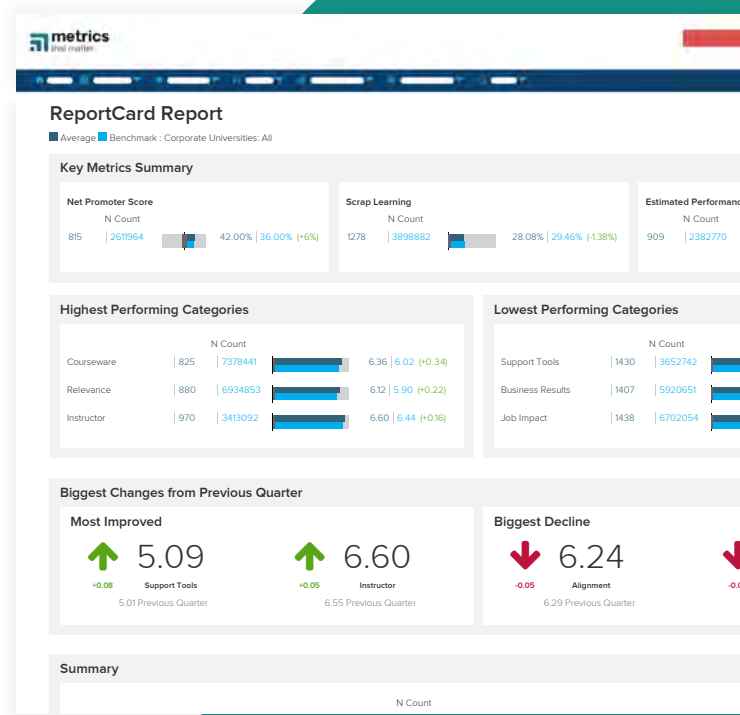 metrics
that matter
ReportCard Report
Average Benchmark : Corporate Universities: All
Key Metrics Summary
Net Promoter Score
N Count
815 2611964 42.00% 36.00% (+6%)
Scrap Learning
N Count
1278 3898882 28.08% 29.46% (-1.38%)
Estimated Performanc
N Count
909 2382770
Highest Performing Categories
N Count
Courseware 825 7378441 6.36 6.02 (+0.34)
Relevance 880 6934853 6.12 5.90 (+0.22)
Instructor 970 3413092 6.60 6.44 (+0.16)
Lowest Performing Categories
N Count
Support Tools 1430 3652742
Business Results 1407 5920651
Job Impact 1438 6702054
Biggest Changes from Previous Quarter
Most Improved
5.09 6.60
+0.08 Support Tools +0.05 Instructor
5.01 Previous Quarter 6.55 Previous Quarter
Biggest Decline
6.24
-0.05 Alignment
6.29 Previous Quarter
Summary
N Count